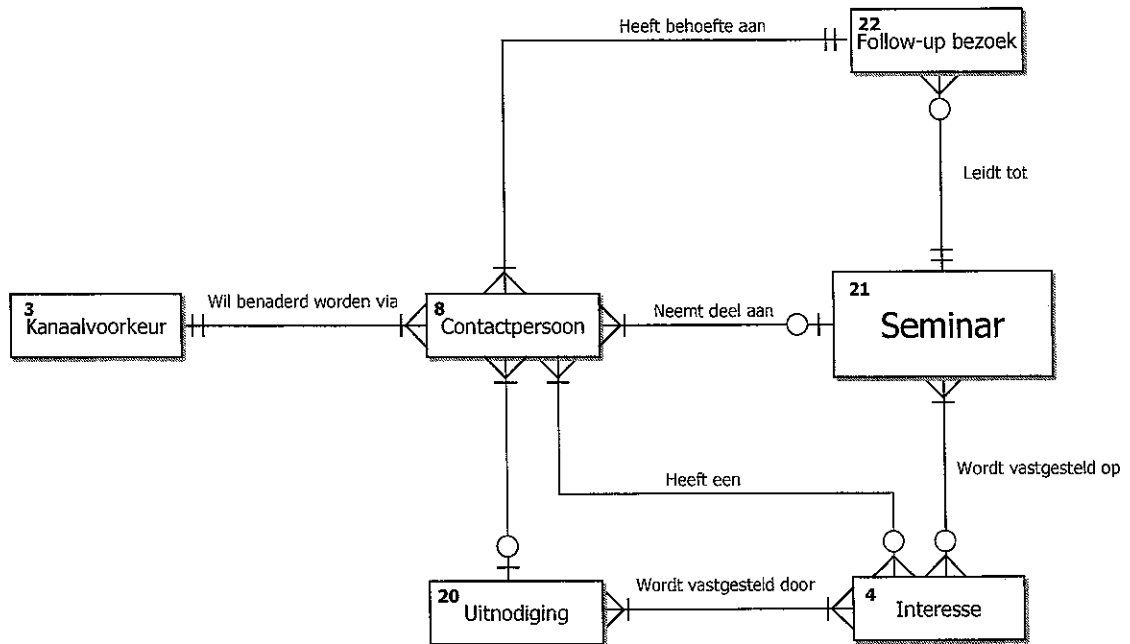 Heeft behoefte aan
22
Follow-up bezoek
Leidt tot
3
Kanaalvoorkeur
Wil benaderd worden via
8
Contactpersoon
Neemt deel aan
21
Seminar
Heeft een
Wordt vastgesteld op
20
Uitnodiging
Wordt vastgesteld door
4
Interesse